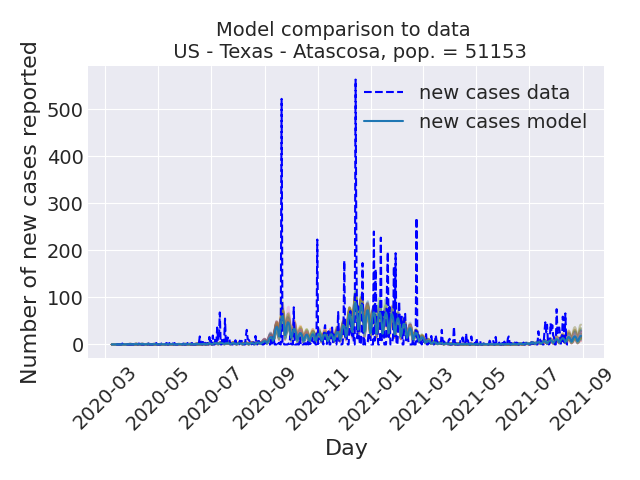 Model comparison to data
US - Texas - Atascosa, pop. = 51153
Number of new cases reported
500
400
300
200
100
0
new cases data
new cases model
2020-03
2020-05
2020-07
2020-09
2020-11
2021-01
2021-03
2021-05
2021-07
2021-09
Day